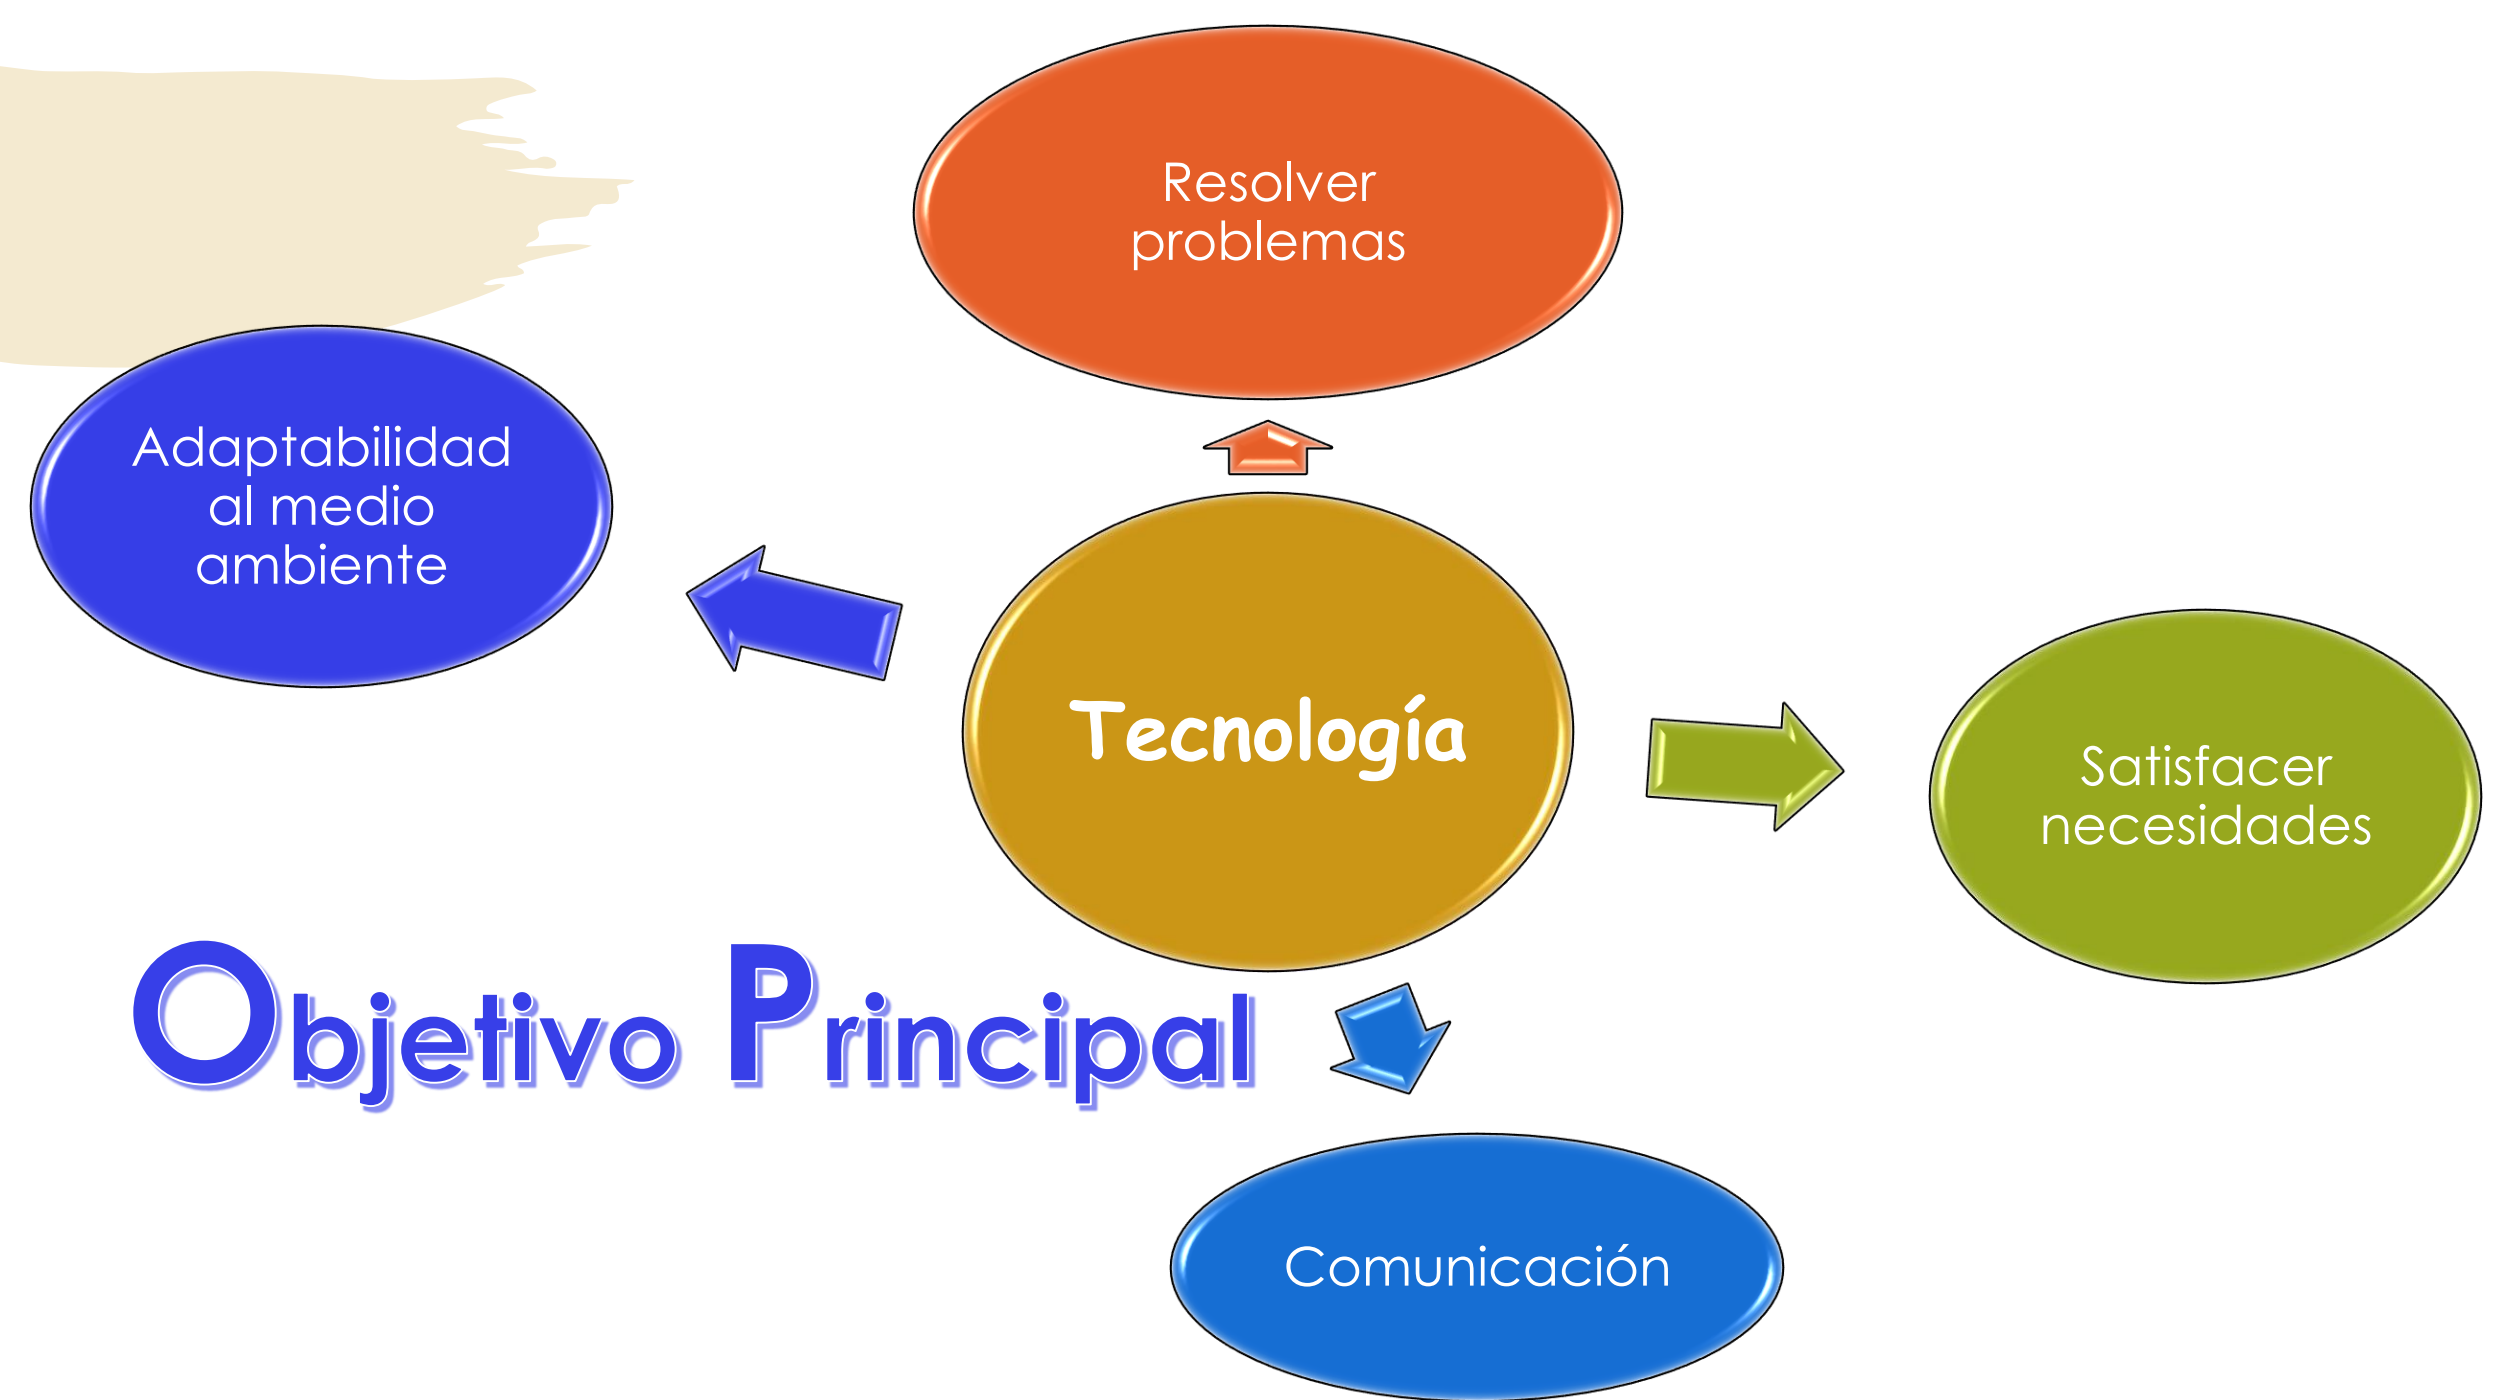 Resolver
problemas
Adaptabilidad
al medio
ambiente
Tecnología
Satisfacer
necesidades
Objetivo Principal
Comunicación